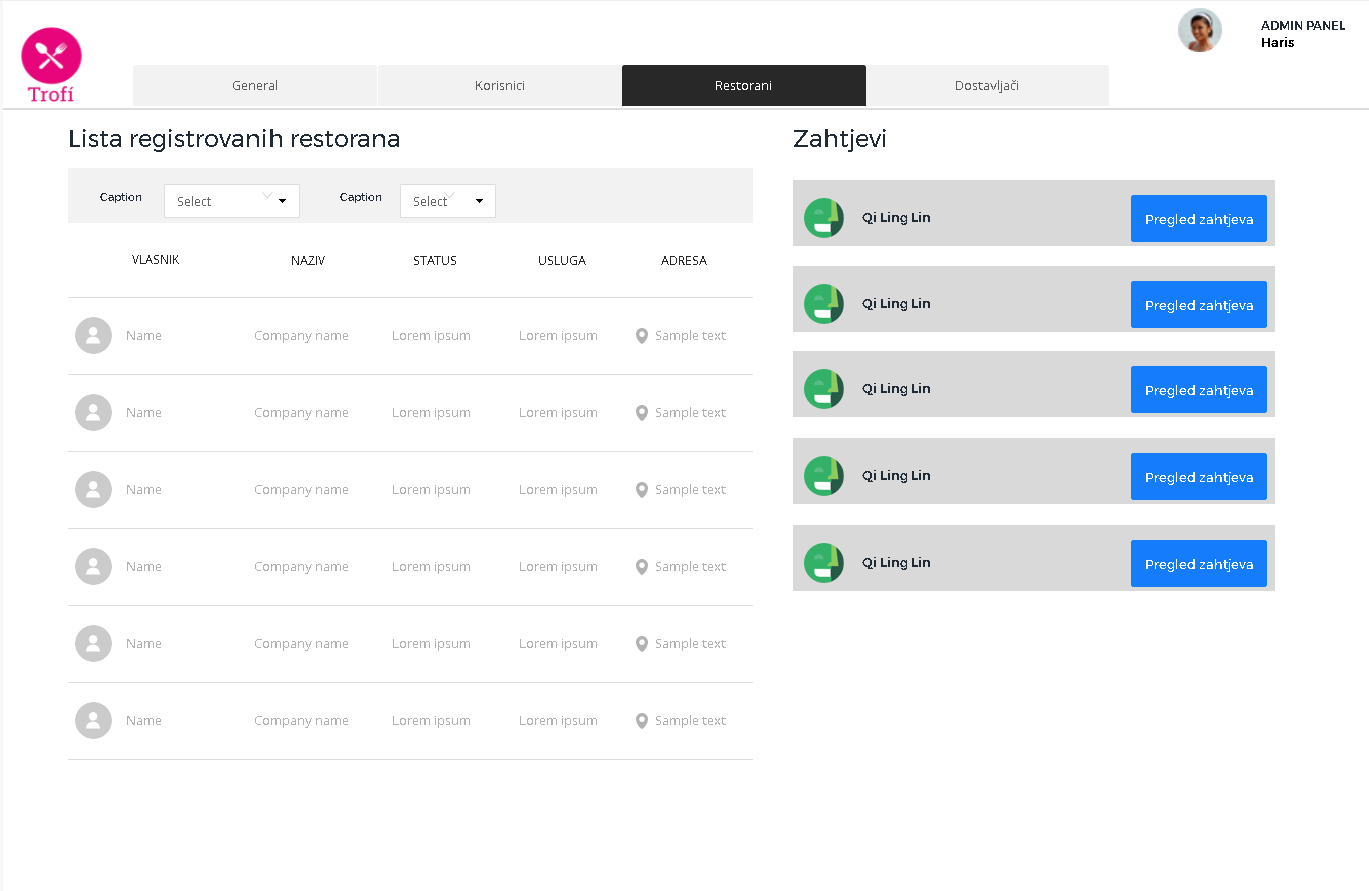 ADMIN PANEL
Haris
Trofí
General Korisnici Restorani Dostavljači
Lista registrovanih restorana
Caption Select Caption Select
VLASNIK NAZIV STATUS USLUGA ADRESA
Name Company name Lorem ipsum Lorem ipsum Sample text
Name Company name Lorem ipsum Lorem ipsum Sample text
Name Company name Lorem ipsum Lorem ipsum Sample text
Name Company name Lorem ipsum Lorem ipsum Sample text
Name Company name Lorem ipsum Lorem ipsum Sample text
Name Company name Lorem ipsum Lorem ipsum Sample text
Zahtjevi
Qi Ling Lin Pregled zahtjeva
Qi Ling Lin Pregled zahtjeva
Qi Ling Lin Pregled zahtjeva
Qi Ling Lin Pregled zahtjeva
Qi Ling Lin Pregled zahtjeva